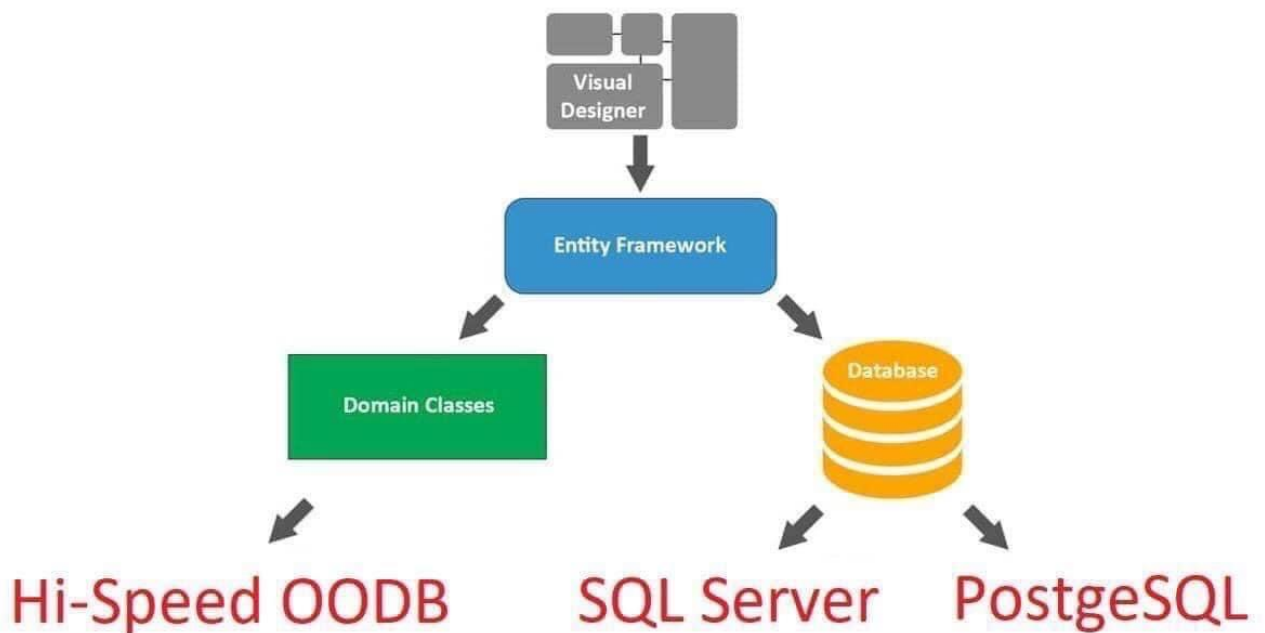 Visual
Designer
Entity Framework
Database
Domain Classes
Hi-Speed OODB
SQL Server
PostgeSQL